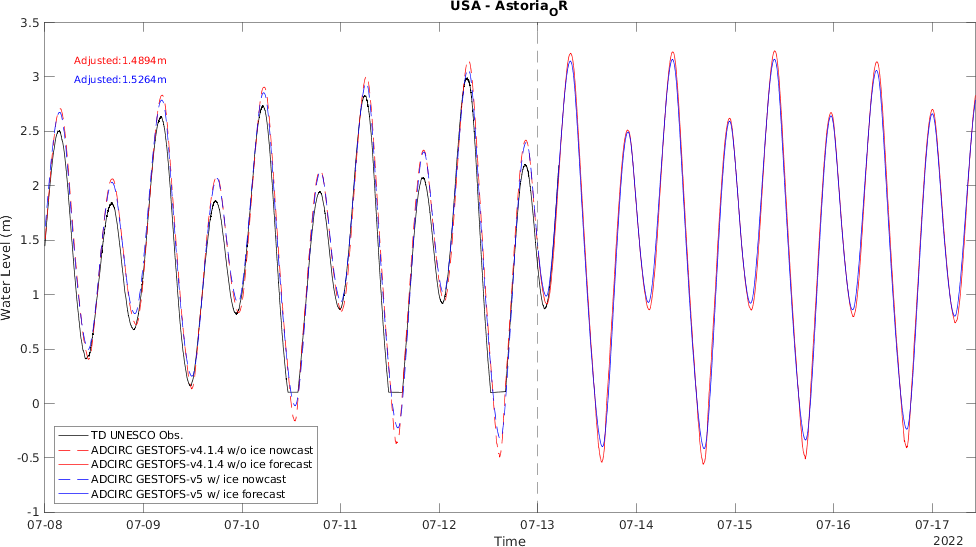 USA - Astoria_OR
3.5
3
2.5
2
1.5
1
0.5
0
-0.5
-1
Water Level (m)
Adjusted:1.4894m
Adjusted:1.5264m
TD UNESCO Obs.
ADCIRC GESTOFS-v4.1.4 w/o ice nowcast
ADCIRC GESTOFS-v4.1.4 w/o ice forecast
ADCIRC GESTOFS-v5 w/ ice nowcast
ADCIRC GESTOFS-v5 w/ ice forecast
07-08 07-09 07-10 07-11 07-12 07-13 07-14 07-15 07-16 07-17
Time
2022